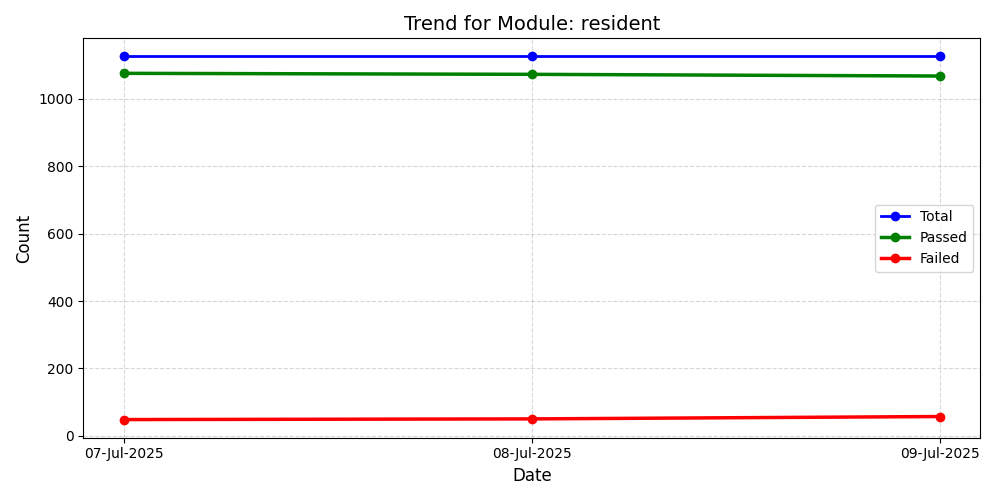 Trend for Module: resident
Count
1000
800
600
400
200
0
Total
Passed
Failed
07-Jul-2025
08-Jul-2025
09-Jul-2025
Date